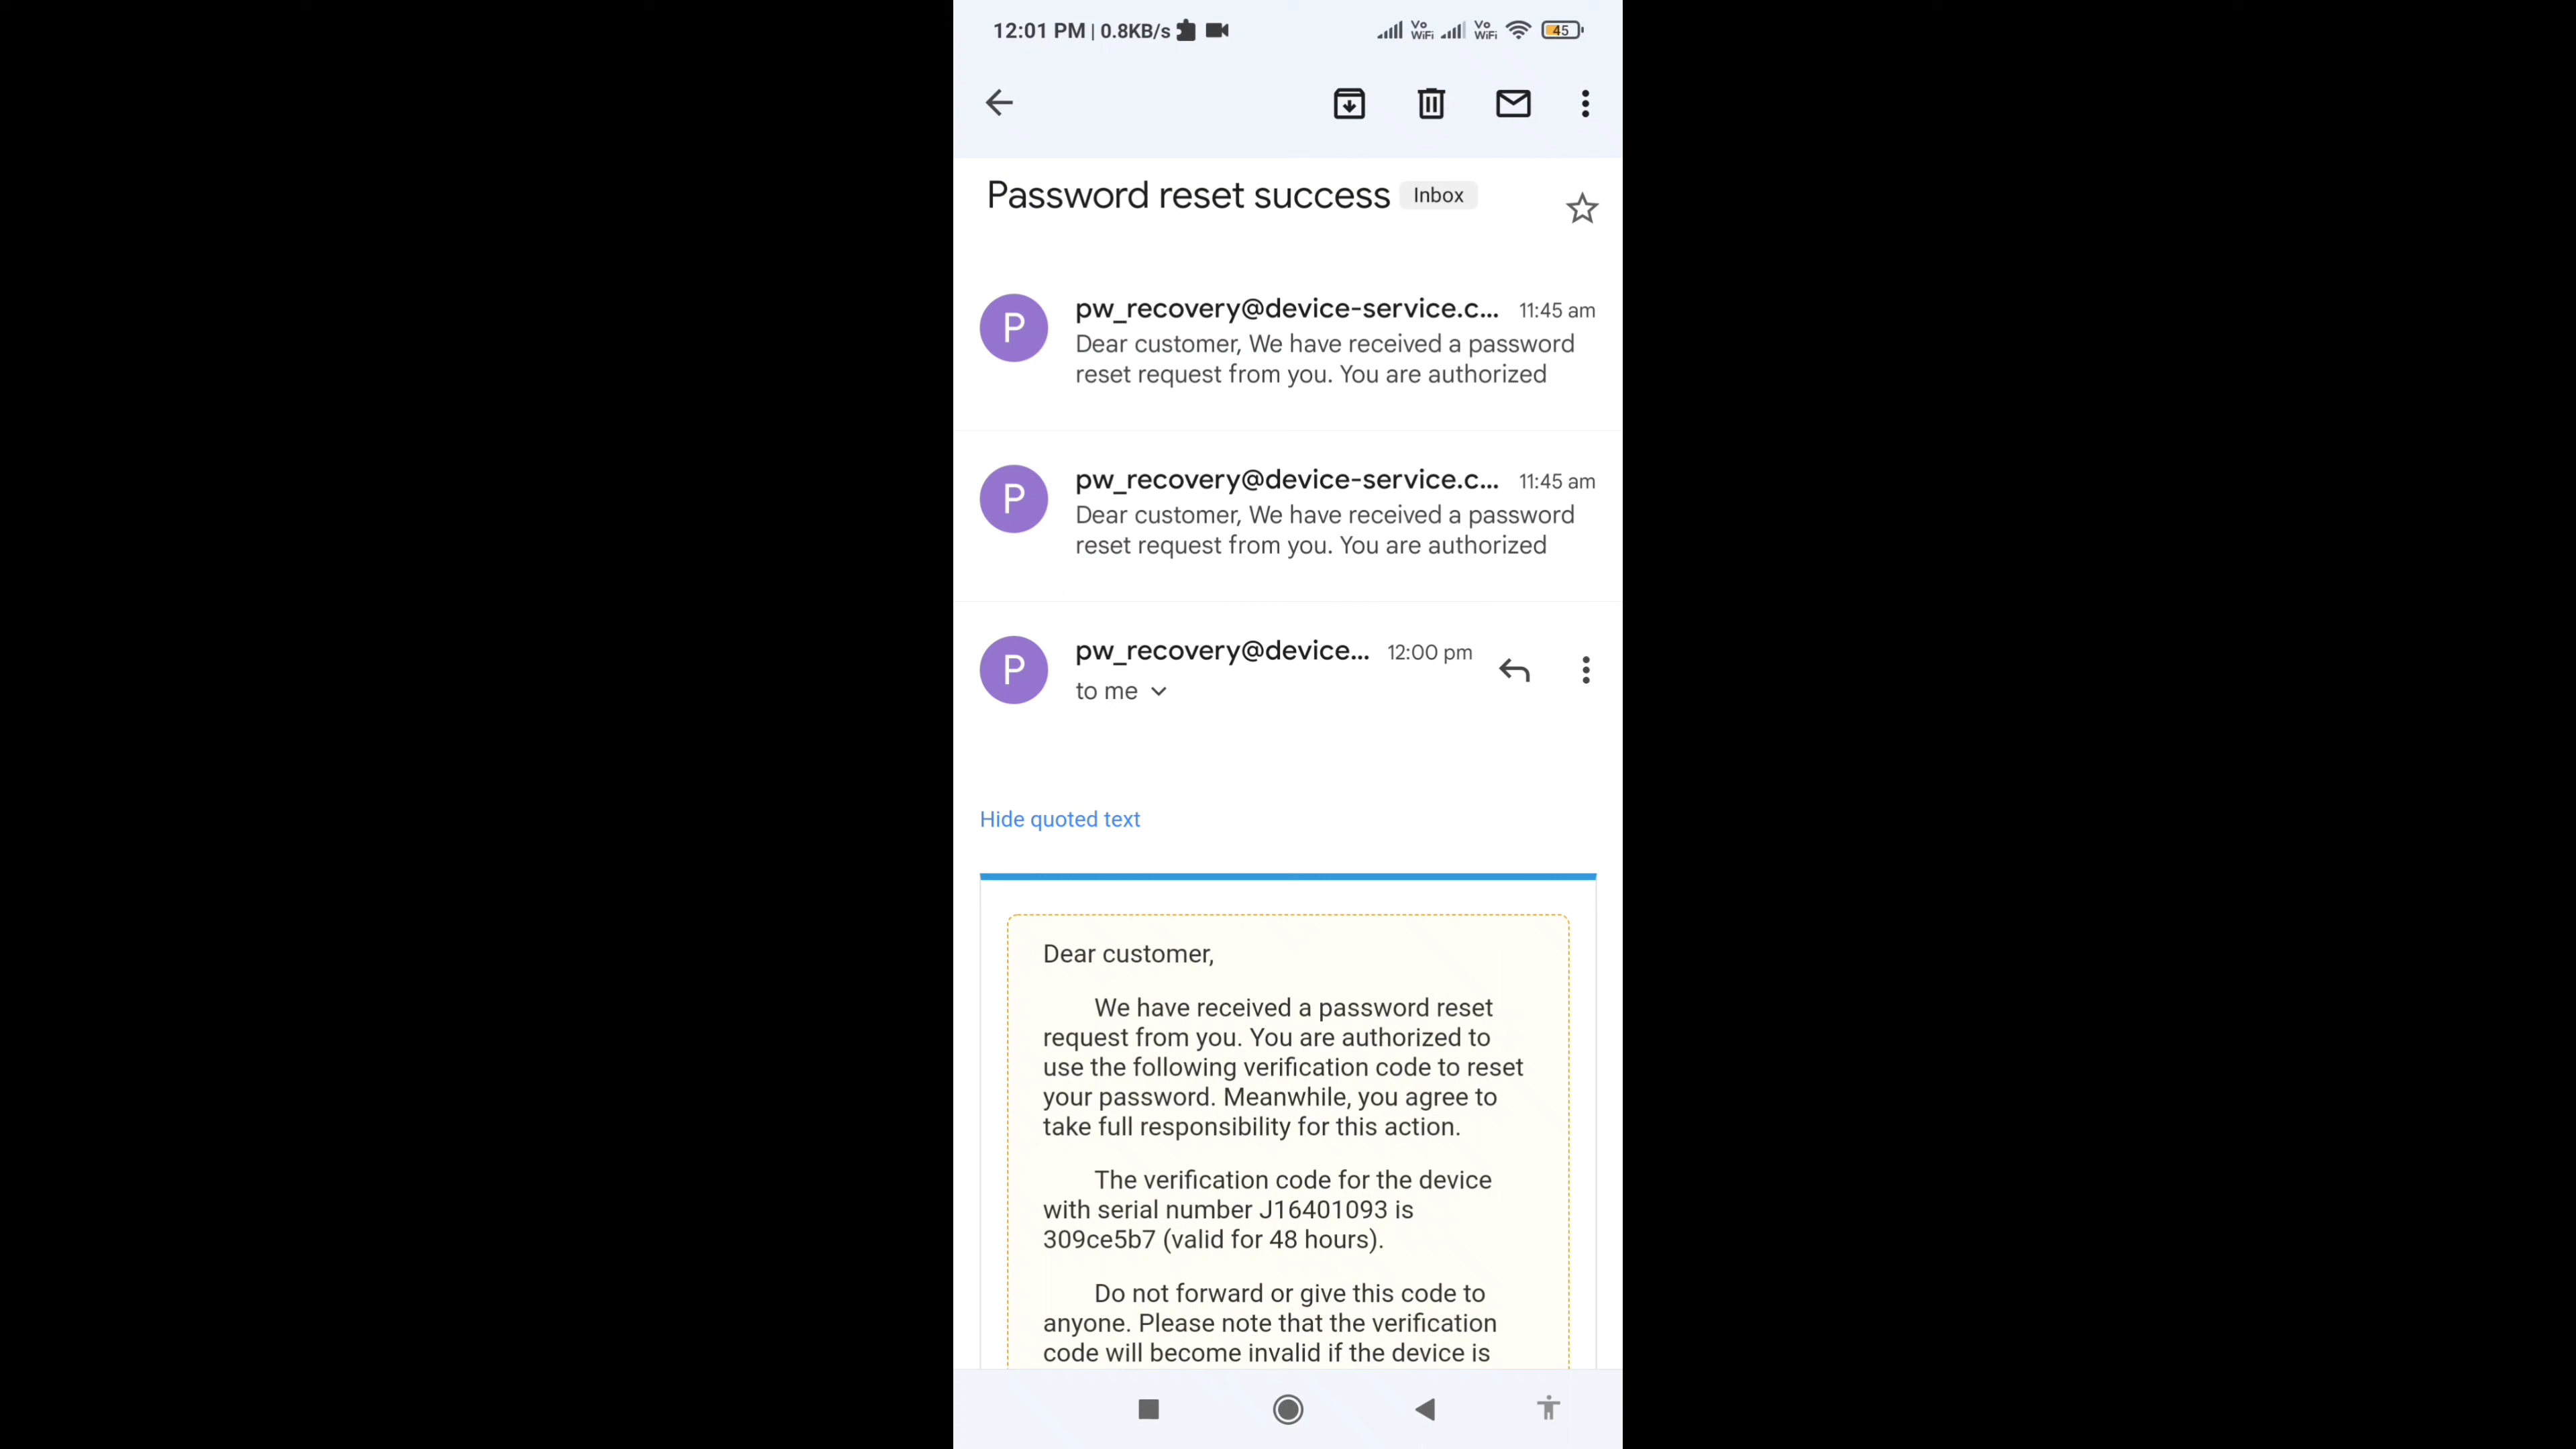 12:01 PM | 0.8KB/s Vo WiFi Vo WiFi 45
Password reset success Inbox
P pw_recovery@device-service.c... 11:45 am
Dear customer, We have received a password
reset request from you. You are authorized
P pw_recovery@device-service.c... 11:45 am
Dear customer, We have received a password
reset request from you. You are authorized
P pw_recovery@device... 12:00 pm
to me
Hide quoted text
Dear customer,
We have received a password reset
request from you. You are authorized to
use the following verification code to reset
your password. Meanwhile, you agree to
take full responsibility for this action.
The verification code for the device
with serial number J16401093 is
309ce5b7 (valid for 48 hours).
Do not forward or give this code to
anyone. Please note that the verification
code will become invalid if the device is